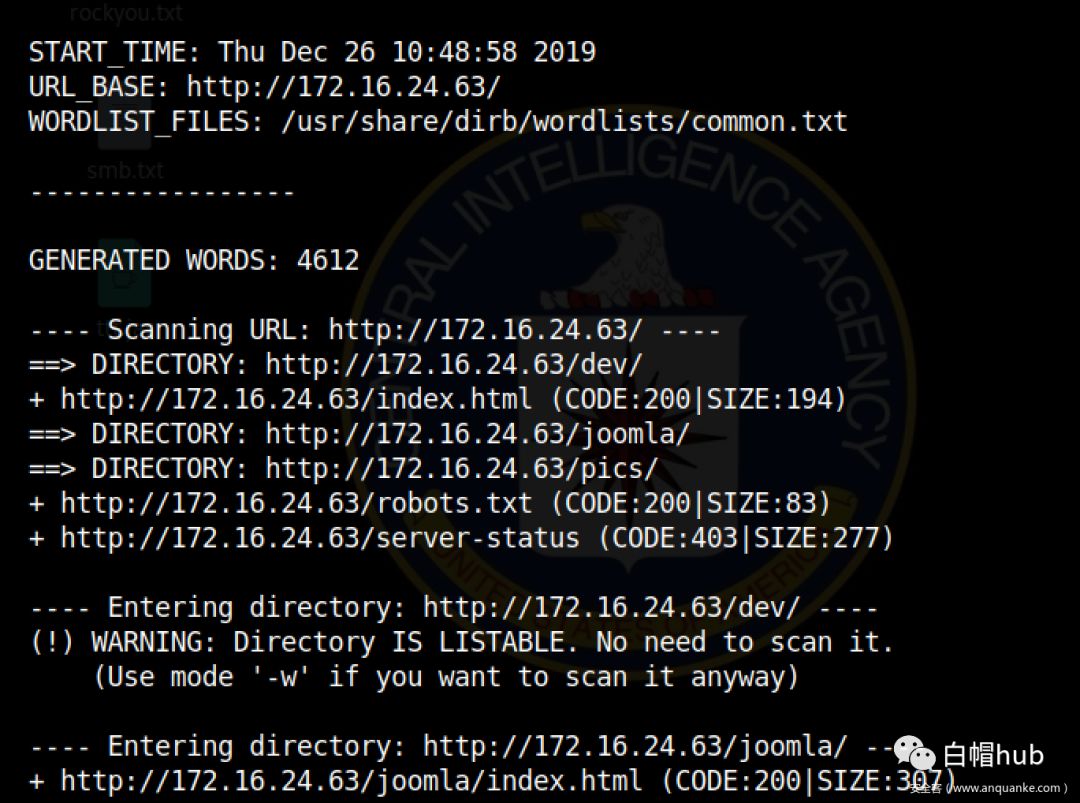 rockyou.txt
START_TIME: Thu Dec 26 10:48:58 2019
URL_BASE: http://172.16.24.63/
WORDLIST_FILES: /usr/share/dirb/wordlists/common.txt
smb.txt
-----------------
GENERATED WORDS: 4612
---- Scanning URL: http://172.16.24.63/ ----
==> DIRECTORY: http://172.16.24.63/dev/
+ http://172.16.24.63/index.html (CODE:200|SIZE:194)
==> DIRECTORY: http://172.16.24.63/joomla/
==> DIRECTORY: http://172.16.24.63/pics/
+ http://172.16.24.63/robots.txt (CODE:200|SIZE:83)
+ http://172.16.24.63/server-status (CODE:403|SIZE:277)
---- Entering directory: http://172.16.24.63/dev/ ----
(!) WARNING: Directory IS LISTABLE. No need to scan it.
    (Use mode '-w' if you want to scan it anyway)
---- Entering directory: http://172.16.24.63/joomla/ --
+ http://172.16.24.63/joomla/index.html (CODE:200|SIZE:307)
CENTRAL INTELLIGENCE AGENCY
UNITED STATES OF AMERICA
白帽hub
安全客 (www.anquanke.com)